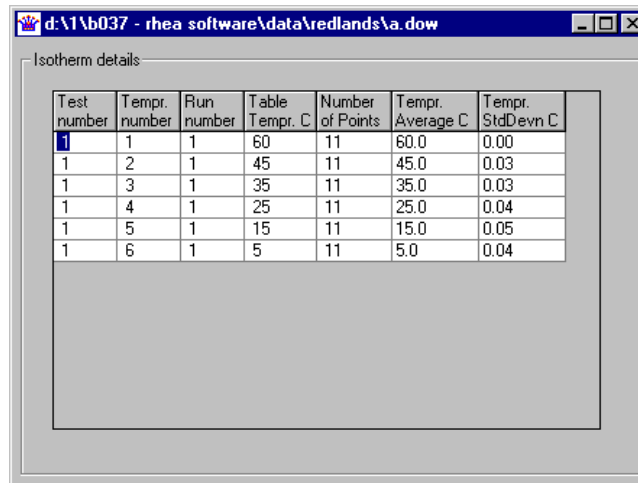 d:\1\b037 - rhea software\data\redlands\a.dow
Isotherm details
Test number Tempr. number Run number Table Tempr. C Number of Points Tempr. Average C Tempr. StdDevn C
1 1 1 60 11 60.0 0.00
1 2 1 45 11 45.0 0.03
1 3 1 35 11 35.0 0.03
1 4 1 25 11 25.0 0.04
1 5 1 15 11 15.0 0.05
1 6 1 5 11 5.0 0.04